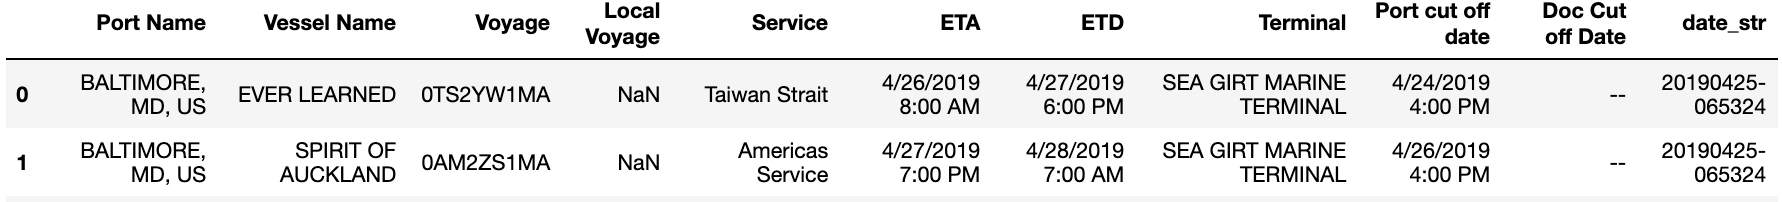 Port Name Vessel Name Voyage Local Voyage Service ETA ETD Terminal Port cut off date Doc Cut off Date date_str
0 BALTIMORE, MD, US EVER LEARNED 0TS2YW1MA NaN Taiwan Strait 4/26/2019 8:00 AM 4/27/2019 6:00 PM SEA GIRT MARINE TERMINAL 4/24/2019 4:00 PM -- 20190425-065324
1 BALTIMORE, MD, US SPIRIT OF AUCKLAND 0AM2ZS1MA NaN Americas Service 4/27/2019 7:00 PM 4/28/2019 7:00 AM SEA GIRT MARINE TERMINAL 4/26/2019 4:00 PM -- 20190425-065324